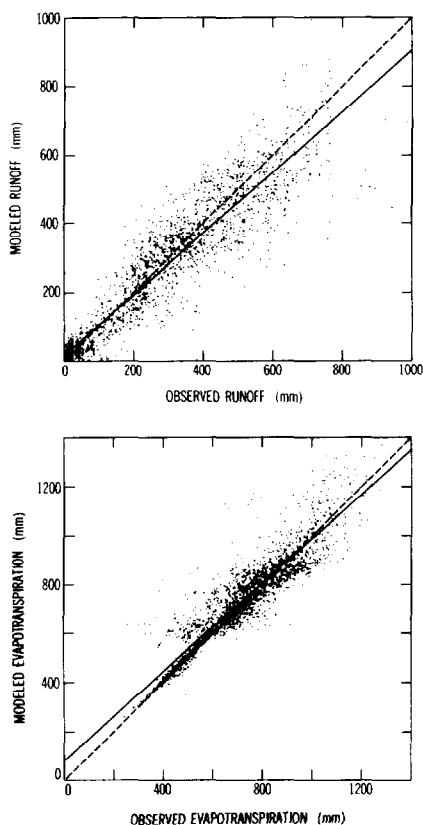 1000
800
600
400
200
MODELED RUNOFF (mm)
0 200 400 600 800 1000
OBSERVED RUNOFF (mm)
1200
800
400
0
MODELED EVAPOTRANSPIRATION (mm)
0 400 800 1200
OBSERVED EVAPOTRANSPIRATION (mm)